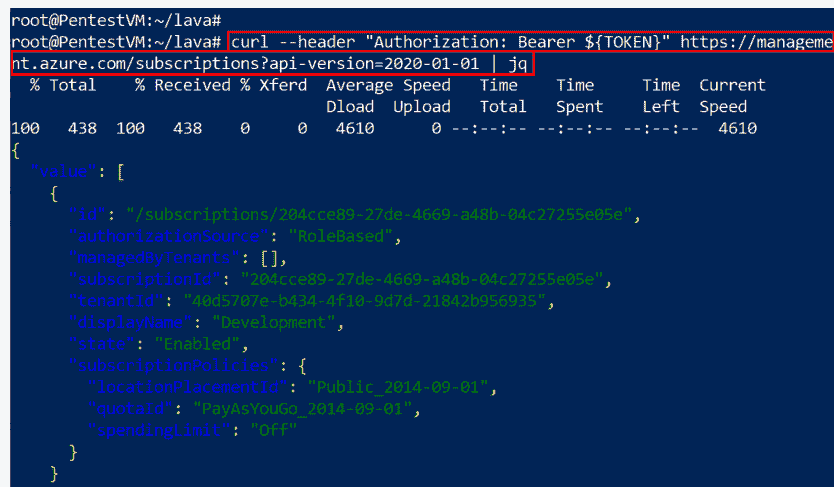 root@PentestVM:~/lava#
root@PentestVM:~/lava# curl --header "Authorization: Bearer ${TOKEN}" https://manageme
nt.azure.com/subscriptions?api-version=2020-01-01 | jq
  % Total    % Received % Xferd  Average Speed   Time    Time     Time  Current
                                 Dload  Upload   Total   Spent    Left  Speed
100   438  100   438    0     0   4610      0 --:--:-- --:--:-- --:--:--  4610
{
  "value": [
    {
      "id": "/subscriptions/204cce89-27de-4669-a48b-04c27255e05e",
      "authorizationSource": "RoleBased",
      "managedByTenants": [],
      "subscriptionId": "204cce89-27de-4669-a48b-04c27255e05e",
      "tenantId": "40d5707e-b434-4f10-9d7d-21842b956935",
      "displayName": "Development",
      "state": "Enabled",
      "subscriptionPolicies": {
        "locationPlacementId": "Public_2014-09-01",
        "quotaId": "PayAsYouGo_2014-09-01",
        "spendingLimit": "Off"
      }
    }